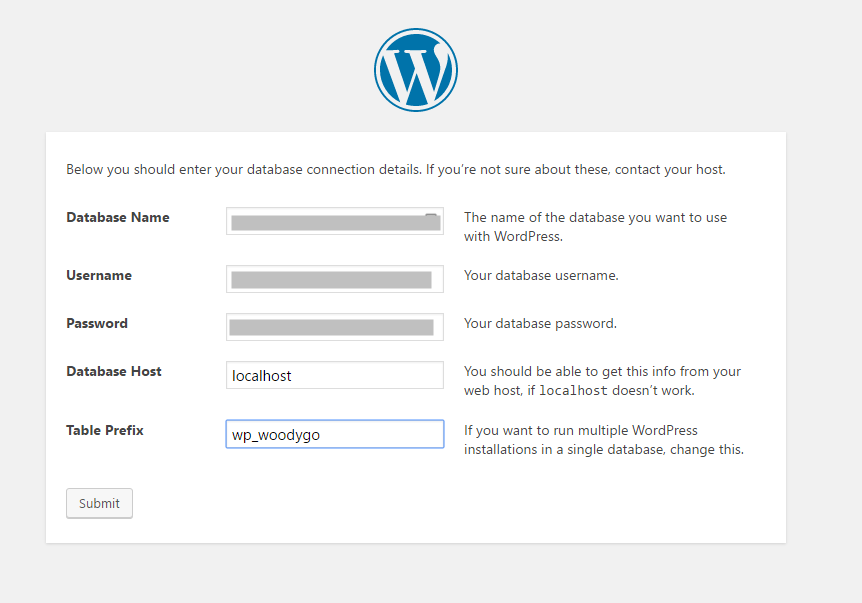 Below you should enter your database connection details. If you're not sure about these, contact your host.
Database Name
The name of the database you want to use
with WordPress.
Username
Your database username.
Password
Your database password.
Database Host
localhost
You should be able to get this info from your
web host, if localhost doesn't work.
Table Prefix
wp_woodygo
If you want to run multiple WordPress
installations in a single database, change this.
Submit